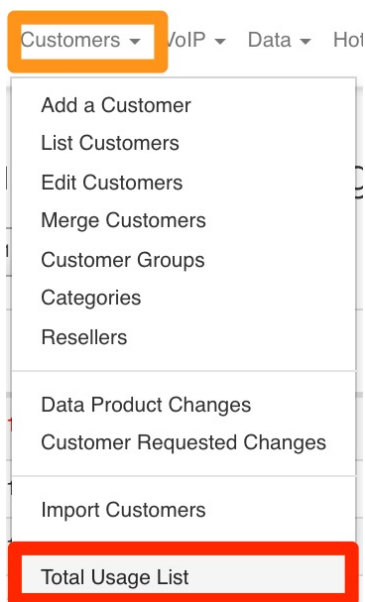 Customers VoIP Data
Add a Customer
List Customers
Edit Customers
Merge Customers
Customer Groups
Categories
Resellers
Data Product Changes
Customer Requested Changes
Import Customers
Total Usage List